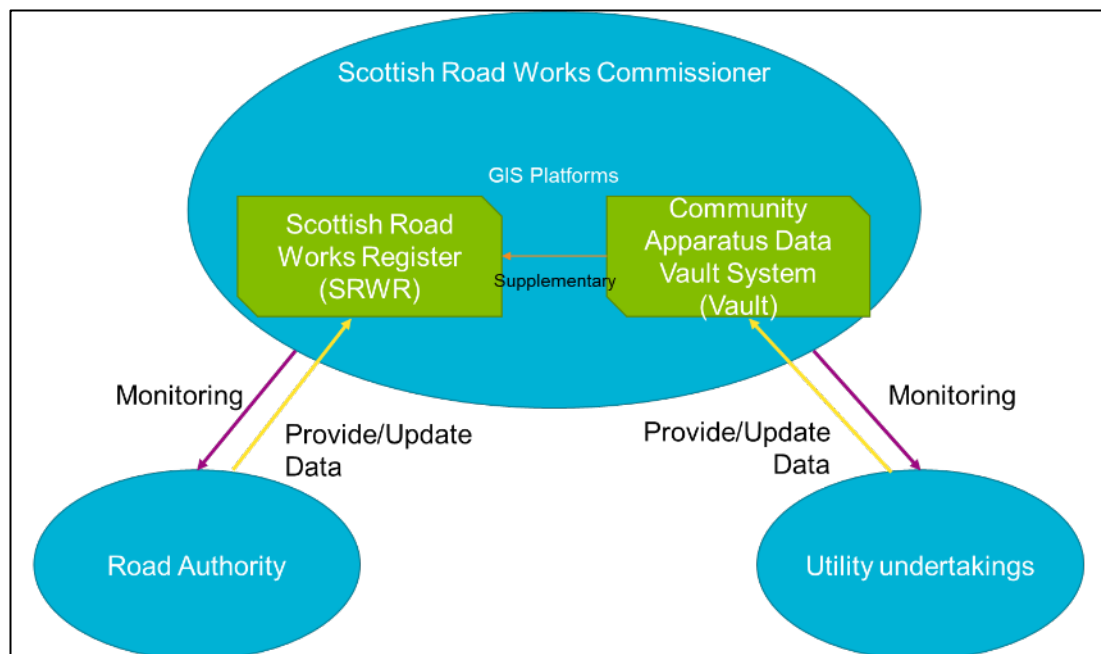 Scottish Road Works Commissioner
GIS Platforms
Scottish Road
Works Register
(SRWR)
Supplementary
Community
Apparatus Data
Vault System
(Vault)
Monitoring
Provide/Update
Data
Provide/Update
Data
Monitoring
Road Authority
Utility undertakings